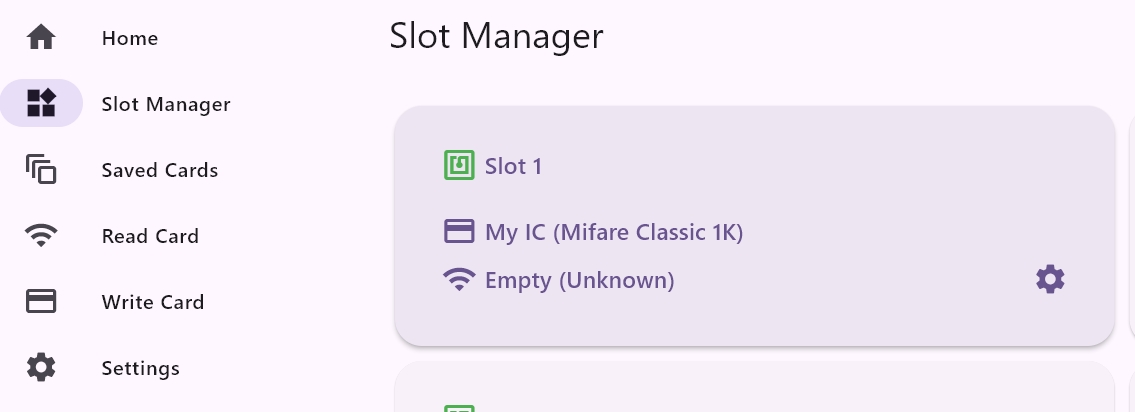 Home
Slot Manager
Saved Cards
Read Card
Write Card
Settings
Slot Manager
Slot 1
My IC (Mifare Classic 1K)
Empty (Unknown)